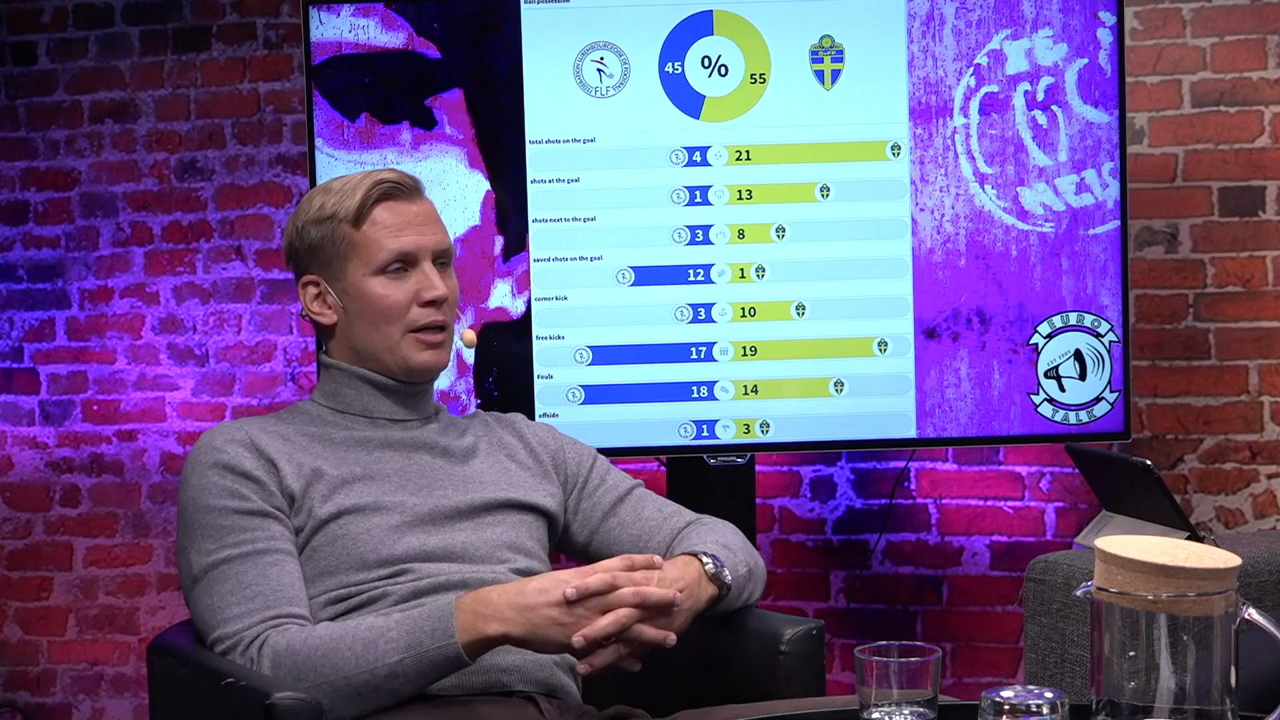 Ball possession
45 % 55
FLF
SvFF
total shots on the goal
4 21
shots at the goal
1 13
shots next to the goal
3 8
saved shots on the goal
12 1
corner kick
3 10
free kicks
17 19
Fouls
18 14
offside
1 3
EURO
TALK
PHILIPS